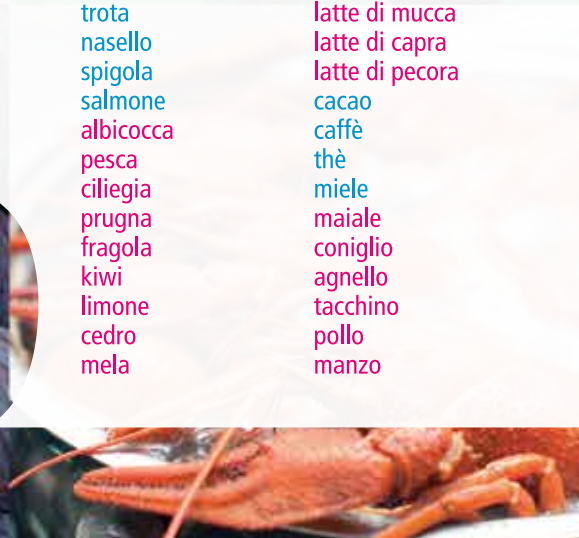 trota
nasello
spigola
salmone
albicocca
pesca
ciliegia
prugna
fragola
kiwi
limone
cedro
mela
latte di mucca
latte di capra
latte di pecora
cacao
caffè
thè
miele
maiale
coniglio
agnello
tacchino
pollo
manzo